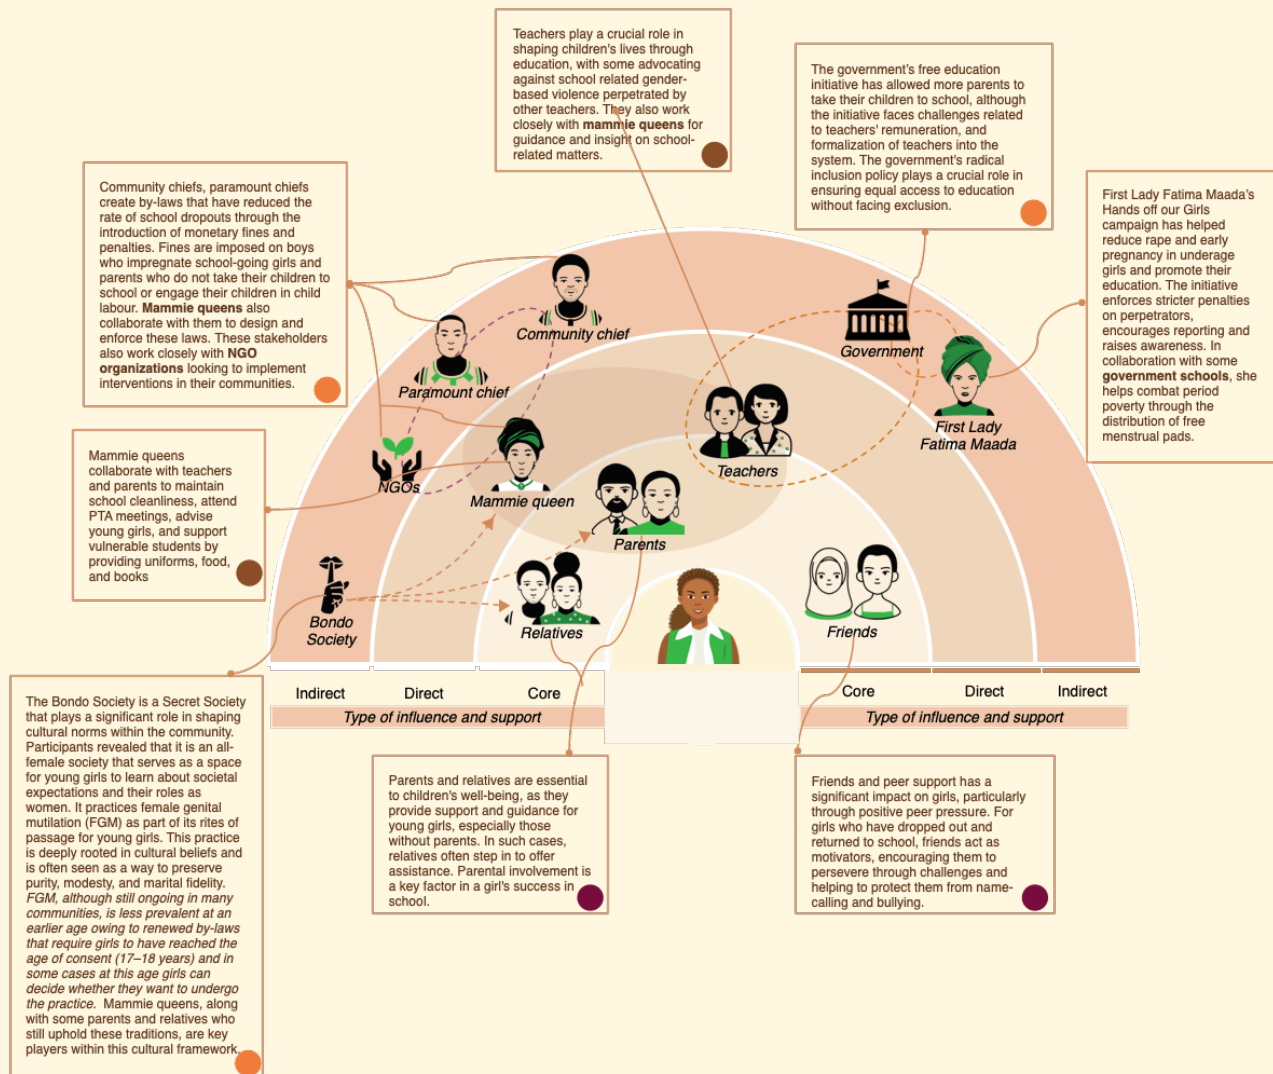 Teachers play a crucial role in
shaping children's lives through
education, with some advocating
against school related gender-
based violence perpetrated by
other teachers. They also work
closely with mammie queens for
guidance and insight on school-
related matters.
The government's free education
initiative has allowed more parents to
take their children to school, although
the initiative faces challenges related
to teachers' remuneration, and
formalization of teachers into the
system. The government's radical
inclusion policy plays a crucial role in
ensuring equal access to education
without facing exclusion.
Community chiefs, paramount chiefs
create by-laws that have reduced the
rate of school dropouts through the
introduction of monetary fines and
penalties. Fines are imposed on boys
who impregnate school-going girls and
parents who do not take their children to
school or engage their children in child
labour. Mammie queens also
collaborate with them to design and
enforce these laws. These stakeholders
also work closely with NGO
organizations looking to implement
interventions in their communities.
First Lady Fatima Maada's
Hands off our Girls
campaign has helped
reduce rape and early
pregnancy in underage
girls and promote their
education. The initiative
enforces stricter penalties
on perpetrators,
encourages reporting and
raises awareness. In
collaboration with some
government schools, she
helps combat period
poverty through the
distribution of free
menstrual pads.
Mammie queens
collaborate with teachers
and parents to maintain
school cleanliness, attend
PTA meetings, advise
young girls, and support
vulnerable students by
providing uniforms, food,
and books
Community chief
Paramount chief
Government
First Lady
Fatima Maada
NGOs
Mammie queen
Teachers
Parents
Bondo
Society
Relatives
Friends
Indirect
Direct
Core
Type of influence and support
Core
Direct
Indirect
Type of influence and support
The Bondo Society is a Secret Society
that plays a significant role in shaping
cultural norms within the community.
Participants revealed that it is an all-
female society that serves as a space
for young girls to learn about societal
expectations and their roles as
women. It practices female genital
mutilation (FGM) as part of its rites of
passage for young girls. This practice
is deeply rooted in cultural beliefs and
is often seen as a way to preserve
purity, modesty, and marital fidelity.
FGM, although still ongoing in many
communities, is less prevalent at an
earlier age owing to renewed by-laws
that require girls to have reached the
age of consent (17–18 years) and in
some cases at this age girls can
decide whether they want to undergo
the practice. Mammie queens, along
with some parents and relatives who
still uphold these traditions, are key
players within this cultural framework.
Parents and relatives are essential
to children's well-being, as they
provide support and guidance for
young girls, especially those
without parents. In such cases,
relatives often step in to offer
assistance. Parental involvement is
a key factor in a girl's success in
school.
Friends and peer support has a
significant impact on girls, particularly
through positive peer pressure. For
girls who have dropped out and
returned to school, friends act as
motivators, encouraging them to
persevere through challenges and
helping to protect them from name-
calling and bullying.